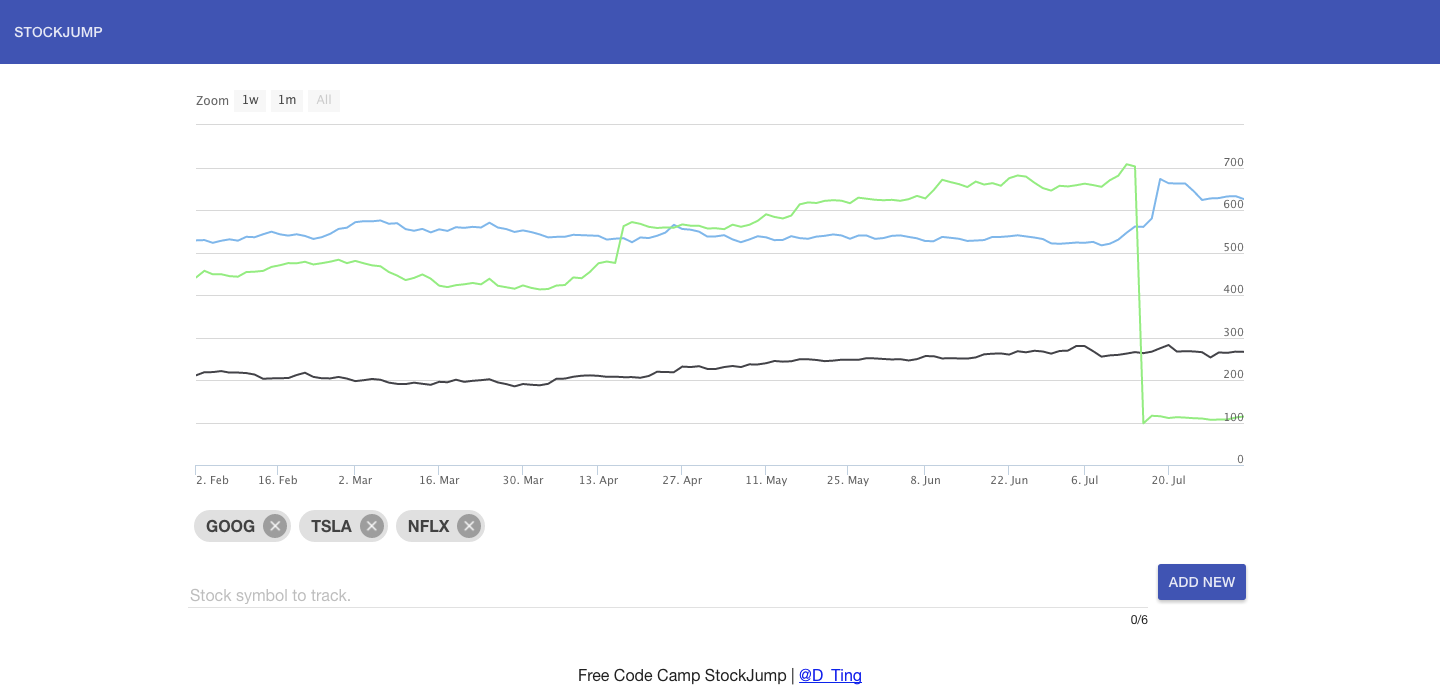 STOCKJUMP
Zoom 1w 1m All
700
600
500
400
300
200
100
0
2. Feb 16. Feb 2. Mar 16. Mar 30. Mar 13. Apr 27. Apr 11. May 25. May 8. Jun 22. Jun 6. Jul 20. Jul
GOOG TSLA NFLX
ADD NEW
Stock symbol to track.
0/6
Free Code Camp StockJump | @D_Ting